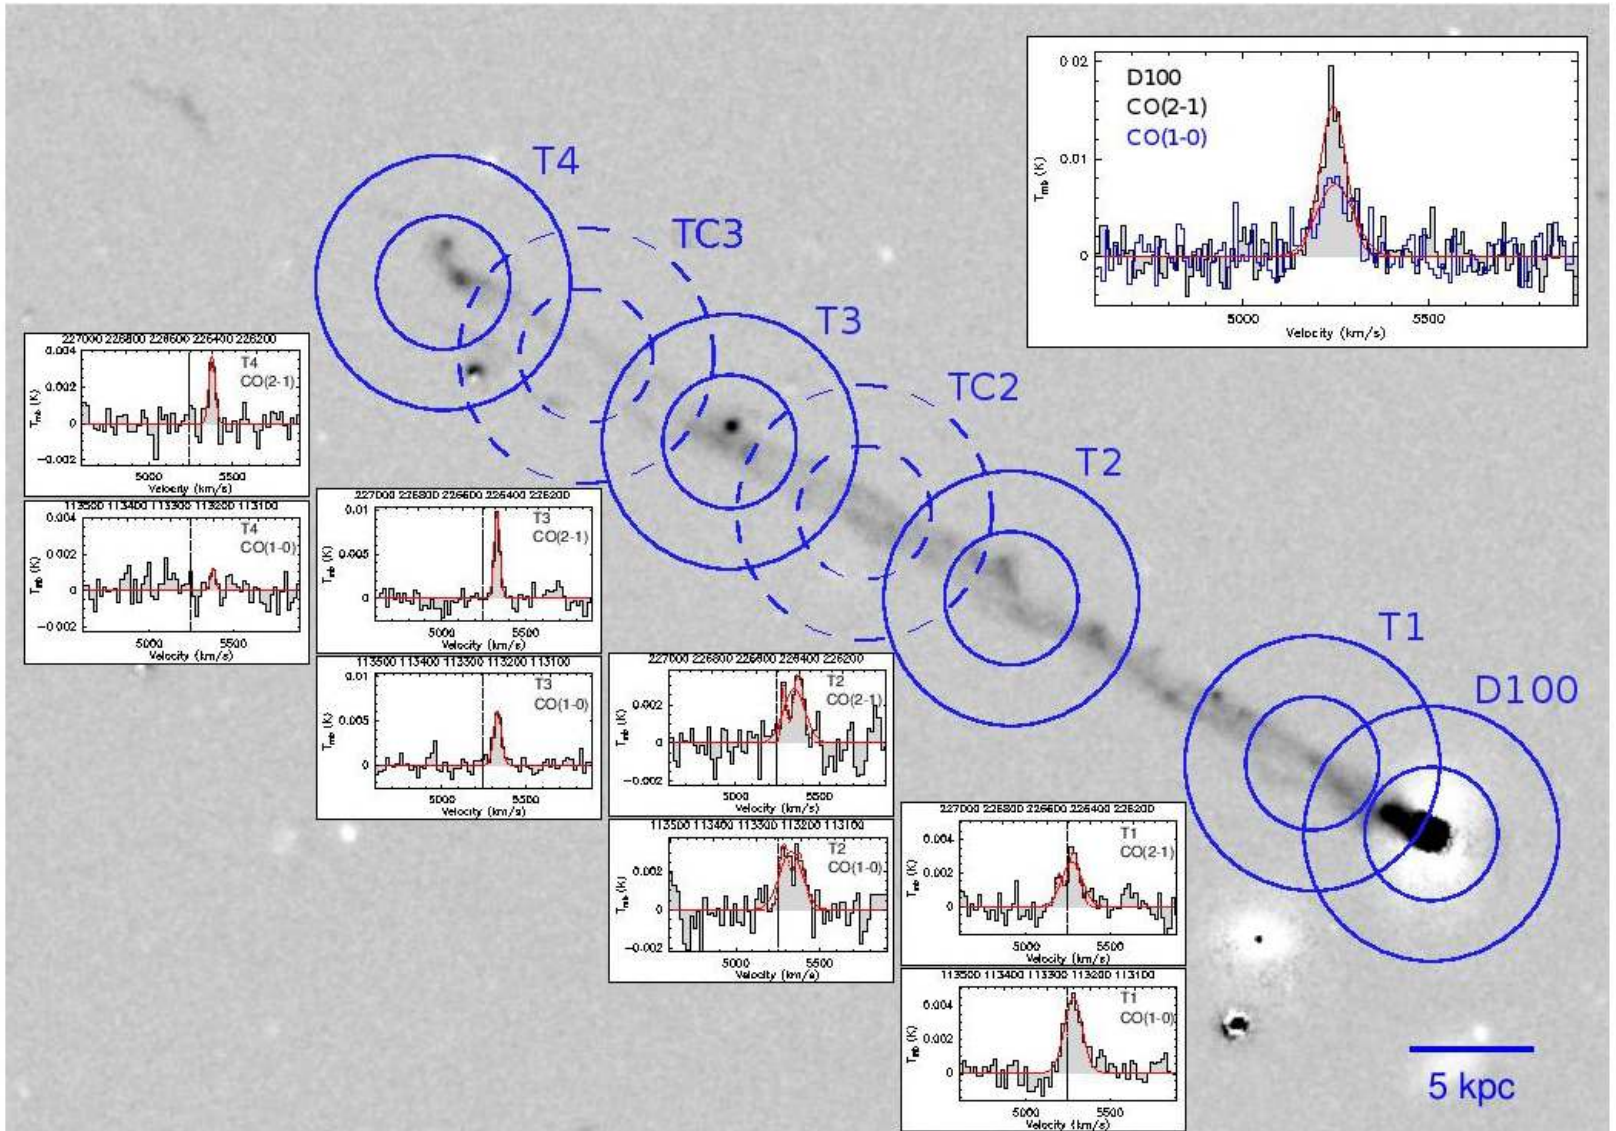 0.02
0.01
0
T_mb (K)
D100
CO(2-1)
CO(1-0)
5000 5500
Velocity (km/s)
T4
TC3
T3
TC2
T2
T1
D100
227000 226800 226600 226400 226200
0.004
0.002
0
−0.002
T_mb (K)
T4
CO(2-1)
5000 5500
Velocity (km/s)
113500 113400 113300 113200 113100
0.004
0.002
0
−0.002
T_mb (K)
T4
CO(1-0)
5000 5500
Velocity (km/s)
227000 226800 226600 226400 226200
0.01
0.005
0
T_mb (K)
T3
CO(2-1)
5000 5500
Velocity (km/s)
113500 113400 113300 113200 113100
0.01
0.005
0
T_mb (K)
T3
CO(1-0)
5000 5500
Velocity (km/s)
227000 226800 226600 226400 226200
0.002
0
−0.002
T_mb (K)
T2
CO(2-1)
5000 5500
Velocity (km/s)
113500 113400 113300 113200 113100
0.002
0
−0.002
T_mb (K)
T2
CO(1-0)
5000 5500
Velocity (km/s)
227000 226800 226600 226400 226200
0.004
0.002
0
T_mb (K)
T1
CO(2-1)
5000 5500
Velocity (km/s)
113500 113400 113300 113200 113100
0.004
0.002
0
T_mb (K)
T1
CO(1-0)
5000 5500
Velocity (km/s)
5 kpc